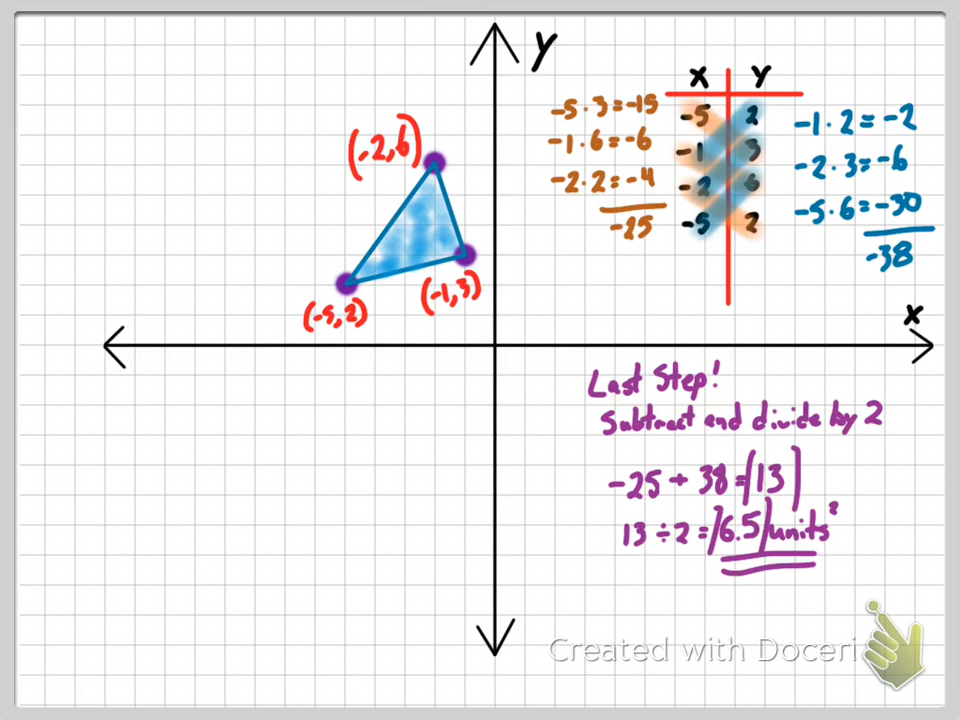 y
(-2,6)
(-5,2)
(-1,3)
x
-5 · 3 = -15
-1 · 6 = -6
-2 · 2 = -4
-25
X Y
-5 2
-1 3
-2 6
-5 2
-1 · 2 = -2
-2 · 3 = -6
-5 · 6 = -30
-38
Last Step!
Subtract and divide by 2
-25 + 38 = |13|
13 ÷ 2 = |6.5| units²
Created with Doceri